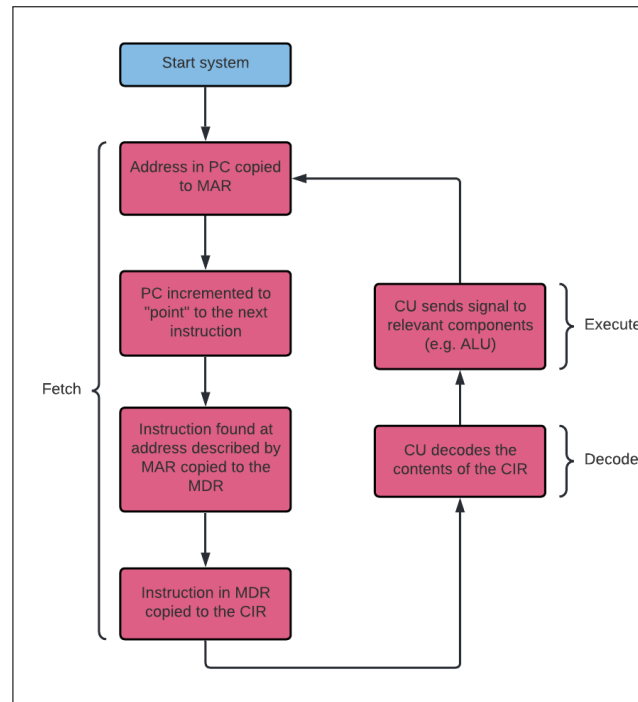 Start system
Address in PC copied
to MAR
PC incremented to
"point" to the next
instruction
Fetch
Instruction found at
address described by
MAR copied to the
MDR
Instruction in MDR
copied to the CIR
CU decodes the
contents of the CIR
Decode
CU sends signal to
relevant components
(e.g. ALU)
Execute